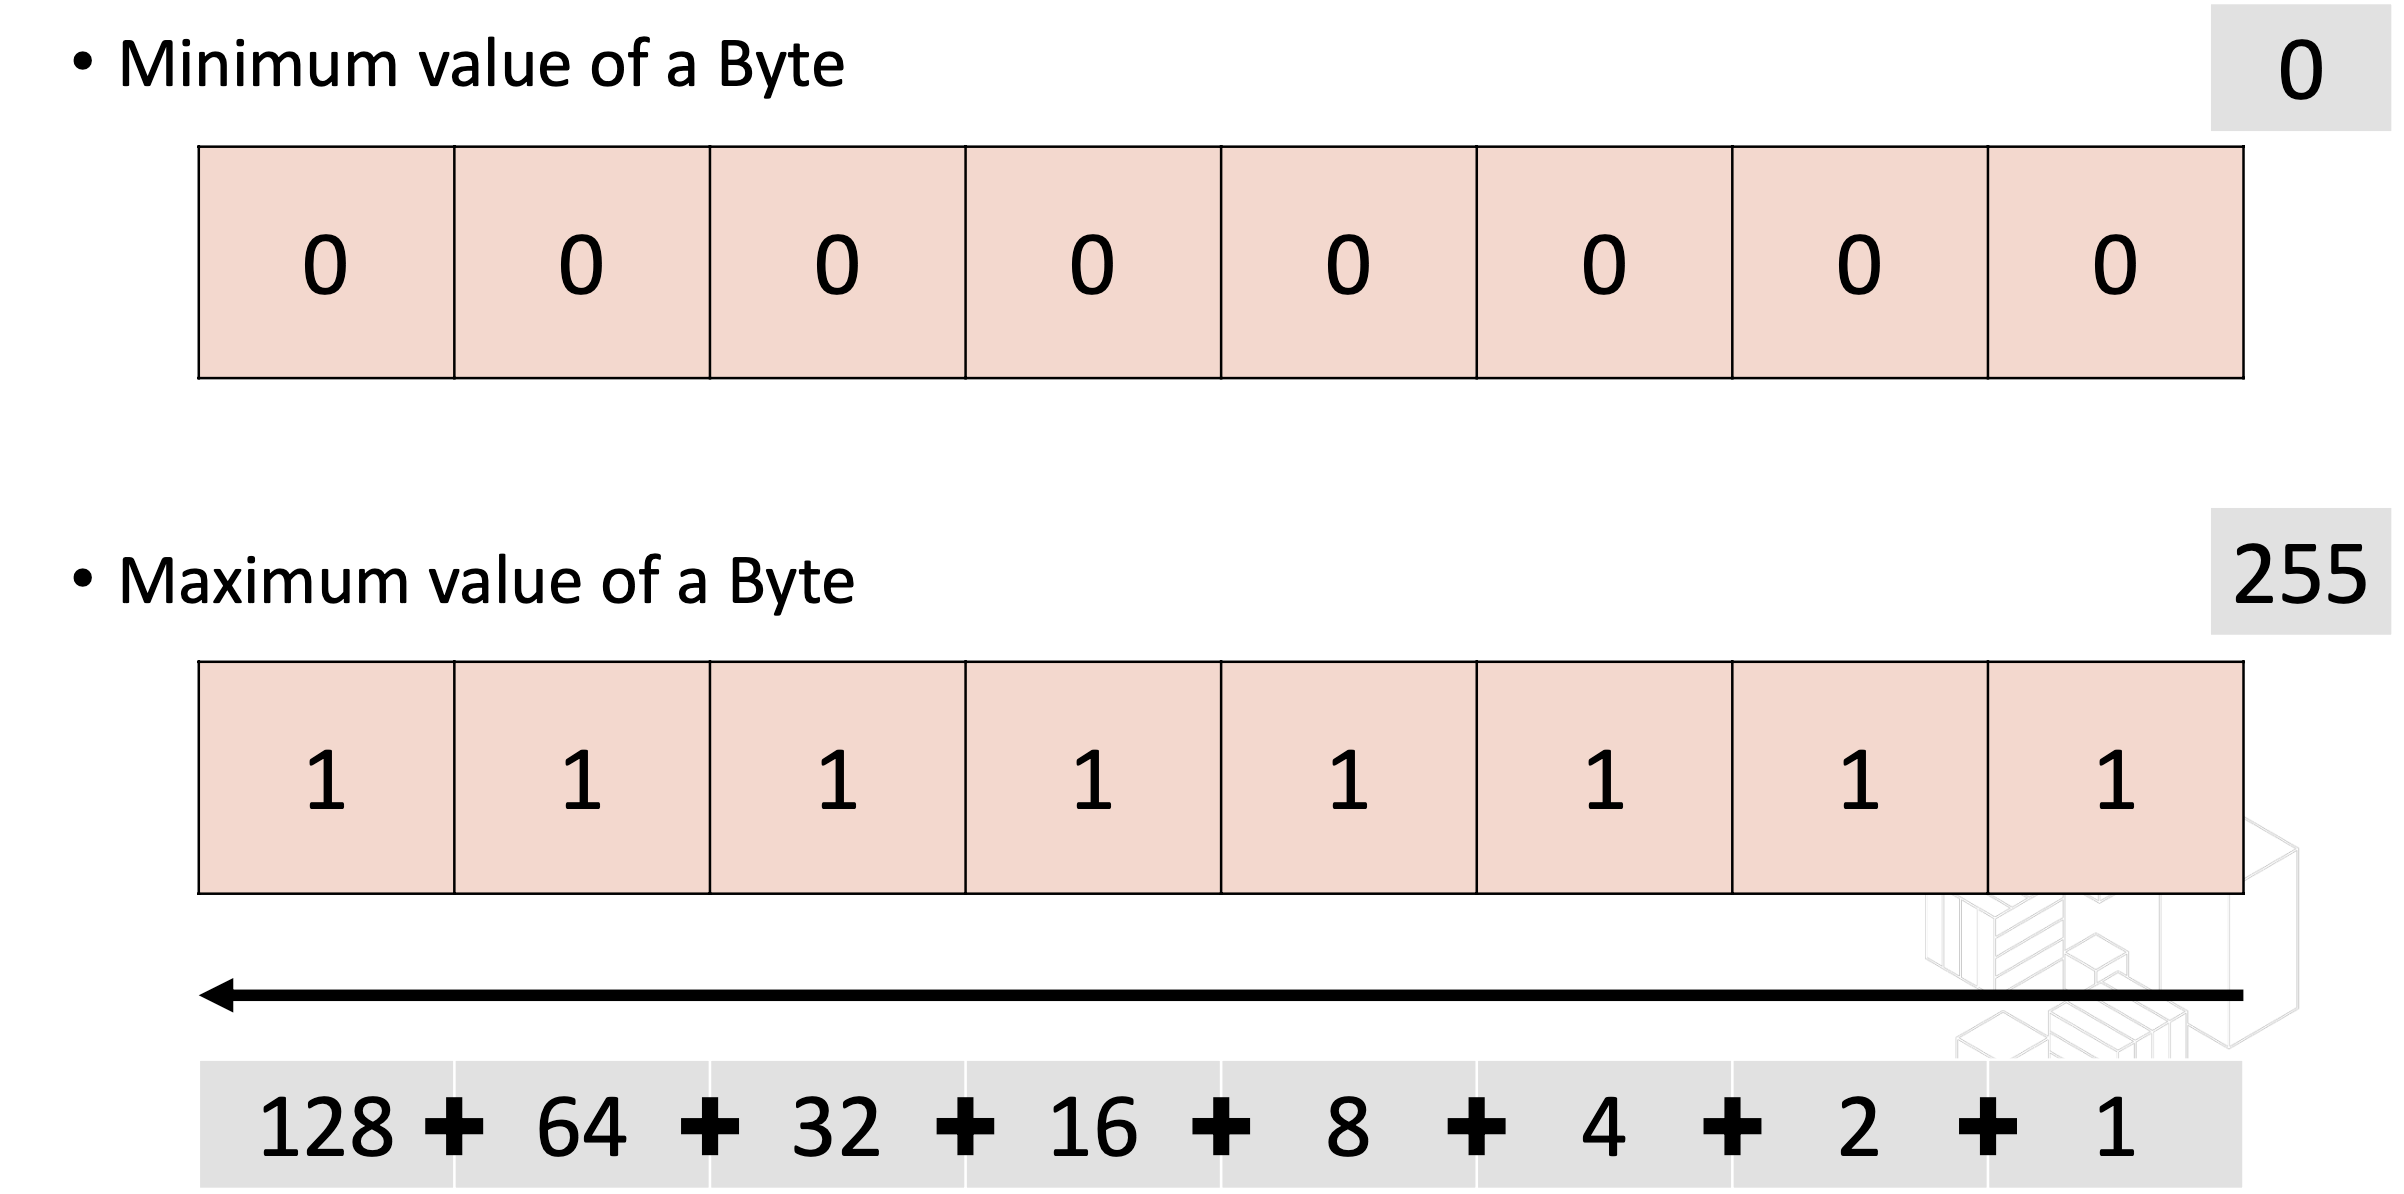 • Minimum value of a Byte
0
0 0 0 0 0 0 0 0
• Maximum value of a Byte
255
1 1 1 1 1 1 1 1
128 + 64 + 32 + 16 + 8 + 4 + 2 + 1